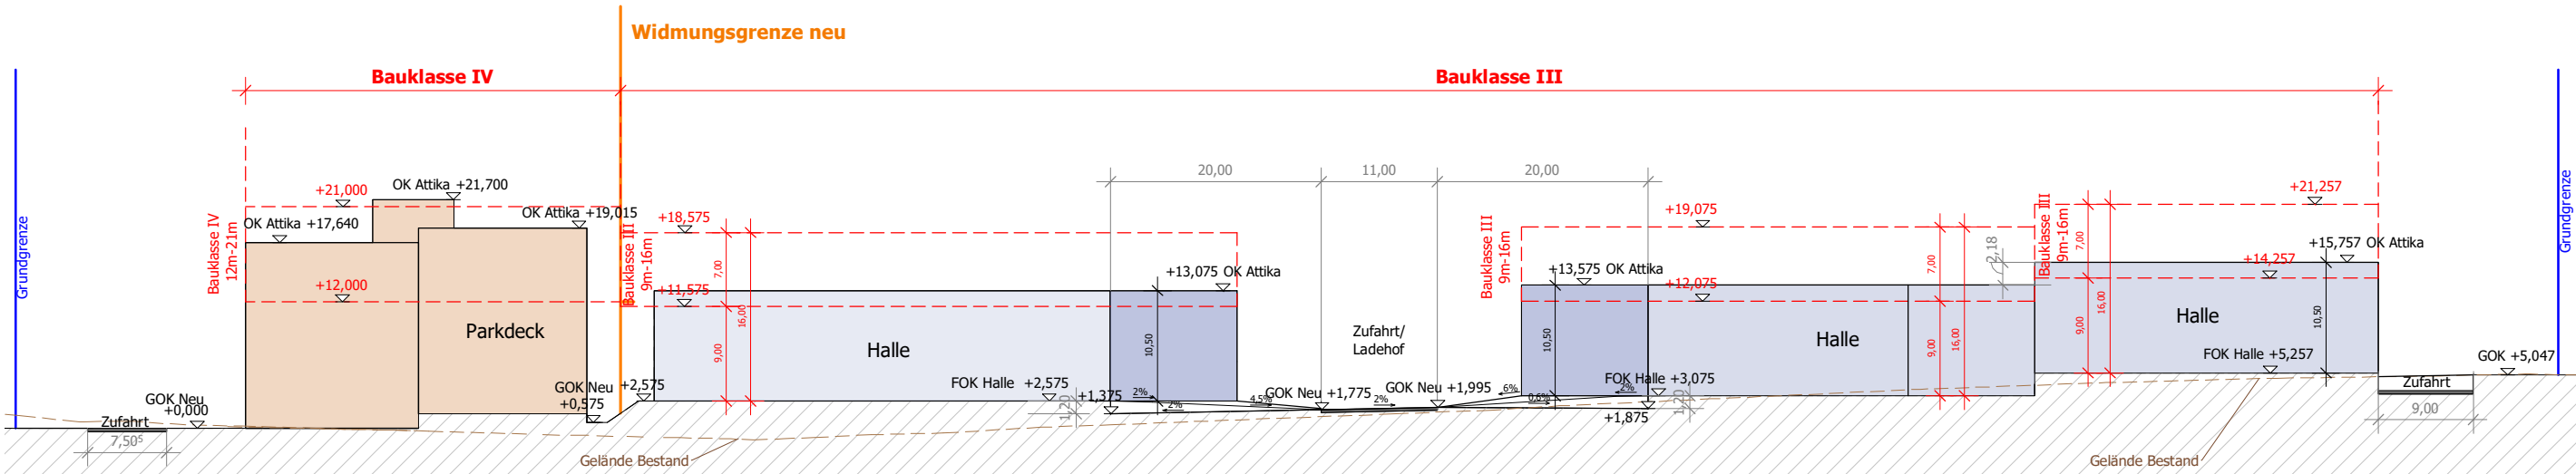 Widmungsgrenze neu
Bauklasse IV
Bauklasse III
Grundgrenze
Grundgrenze
20,00
11,00
20,00
+21,000
OK Attika +21,700
OK Attika +17,640
OK Attika +19,015
Bauklasse IV
12m-21m
+12,000
Parkdeck
Bauklasse III
9m-16m
+18,575
+11,575
7,00
9,00
16,00
Halle
+13,075 OK Attika
10,50
Zufahrt/
Ladehof
Bauklasse III
9m-16m
+13,575 OK Attika
10,50
+19,075
+12,075
Halle
7,00
9,00
16,00
2,18
Bauklasse III
9m-16m
+21,257
7,00
9,00
16,00
+15,757 OK Attika
+14,257
Halle
10,50
FOK Halle +5,257
GOK +5,047
Zufahrt
9,00
GOK Neu
+0,000
Zufahrt
7,50⁵
GOK Neu +2,575
+0,575
FOK Halle +2,575
+1,375
1,20
2%
2%
4,5%
GOK Neu +1,775
2%
GOK Neu +1,995
6%
0,6%
2%
FOK Halle +3,075
+1,875
1,20
Gelände Bestand
Gelände Bestand